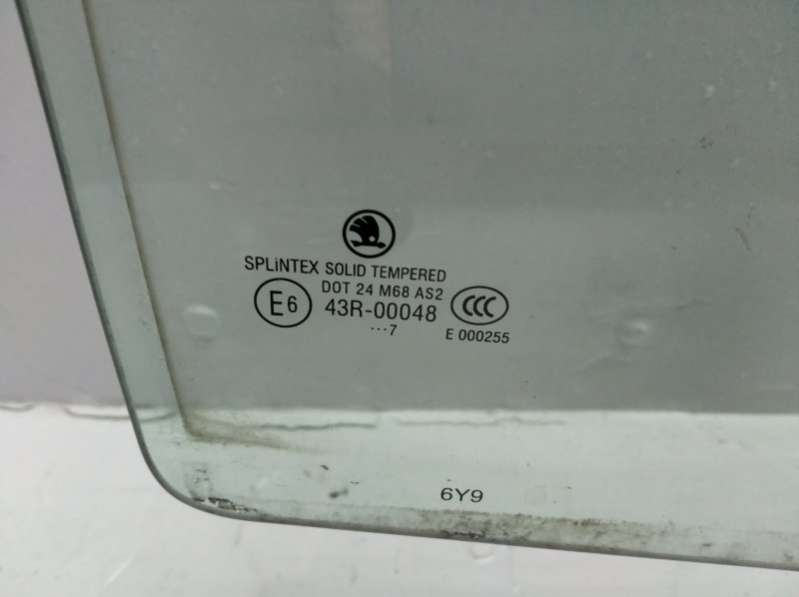 SPLiNTEX SOLID TEMPERED
DOT 24 M68 AS2
E6 43R-00048 CCC
...7 E 000255
6Y9